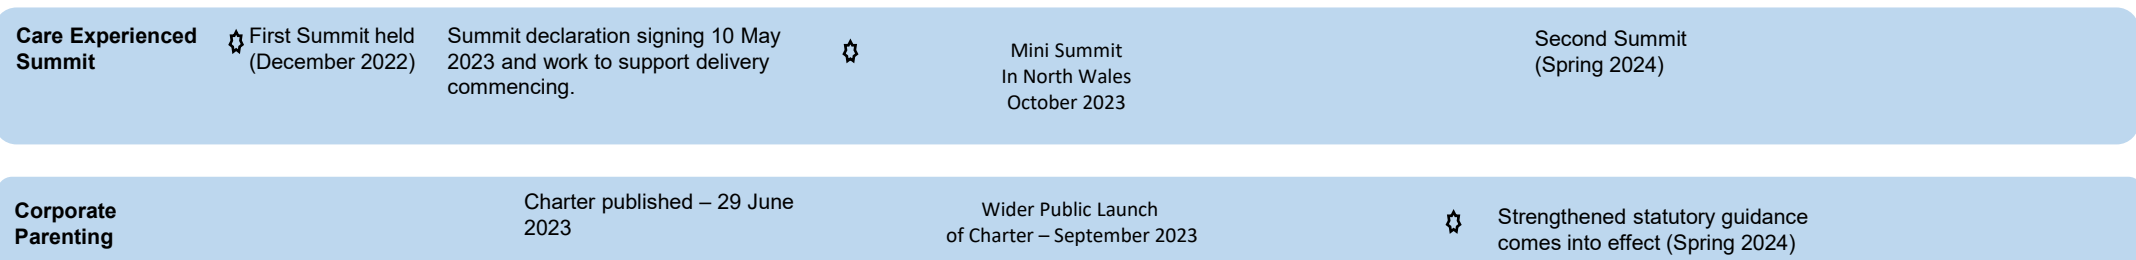 Care Experienced
Summit
First Summit held
(December 2022)
Summit declaration signing 10 May
2023 and work to support delivery
commencing.
Mini Summit
In North Wales
October 2023
Second Summit
(Spring 2024)
Corporate
Parenting
Charter published – 29 June
2023
Wider Public Launch
of Charter – September 2023
Strengthened statutory guidance
comes into effect (Spring 2024)